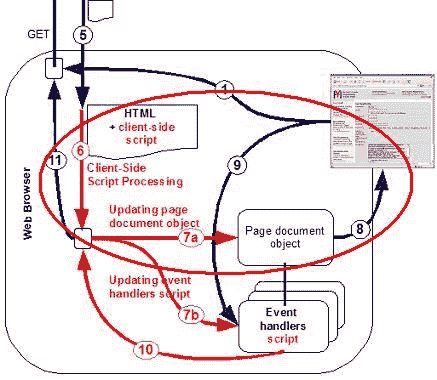 GET
5
1
HTML
+ client-side
script
6
Client-Side
Script Processing
11
9
Web Browser
Updating page
document object
7a
Page document
object
8
Updating event
handlers script
7b
Event
handlers
script
10